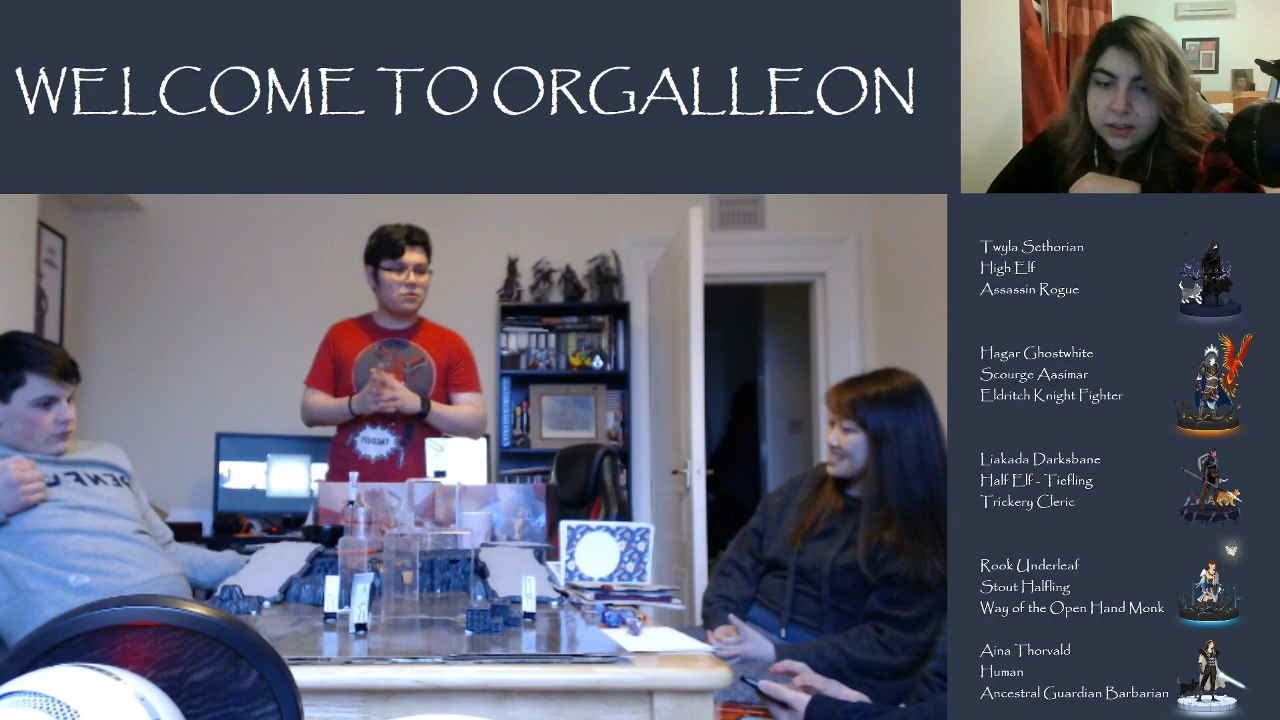 WELCOME TO ORGALLEON
Twyla Sethorian
High Elf
Assassin Rogue
Hagar Ghostwhite
Scourge Aasimar
Eldritch Knight Fighter
Liakada Darksbane
Half Elf - Tiefling
Trickery Cleric
Rook Underleaf
Stout Halfling
Way of the Open Hand Monk
Aina Thorvald
Human
Ancestral Guardian Barbarian